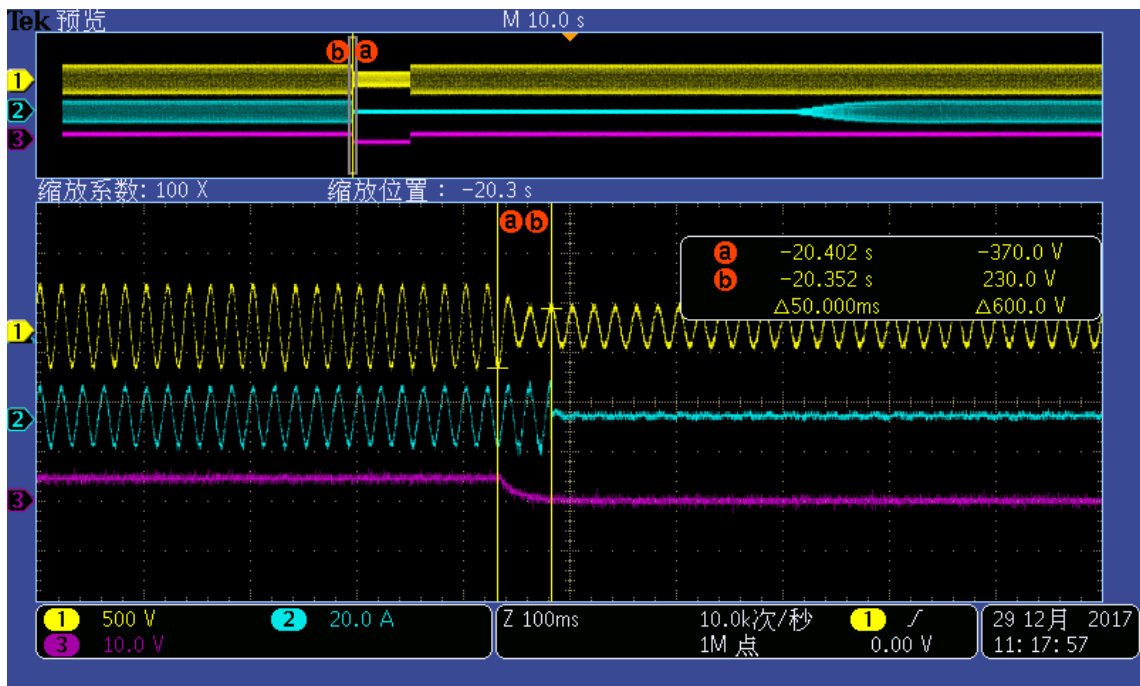 Tek 预览 M 10.0 s
b a
1
2
3
缩放系数: 100 X 缩放位置: -20.3 s
a b
a -20.402 s -370.0 V
b -20.352 s 230.0 V
△50.000ms △600.0 V
1
2
3
1 500 V 2 20.0 A Z 100ms 10.0k次/秒 1 29 12月 2017
3 10.0 V 1M 点 0.00 V 11:17:57